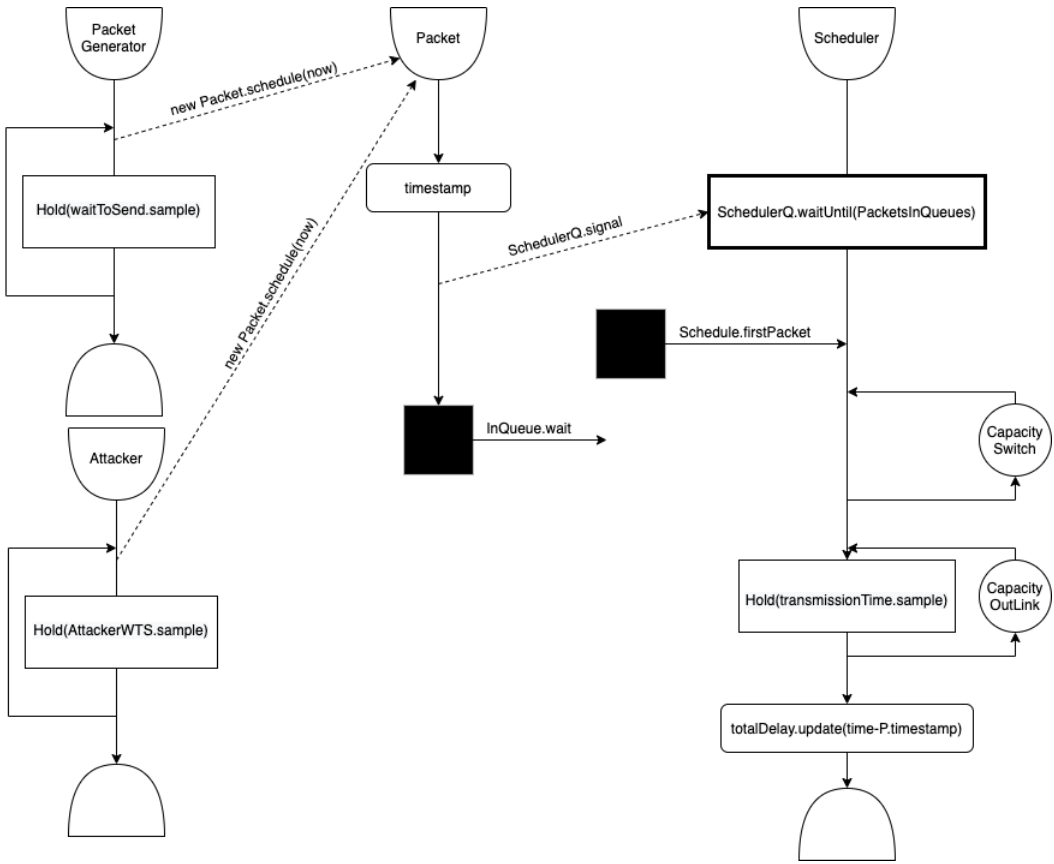 Packet
Generator
Packet
Scheduler
new Packet.schedule(now)
timestamp
Hold(waitToSend.sample)
SchedulerQ.waitUntil(PacketsInQueues)
SchedulerQ.signal
new Packet.schedule(now)
Schedule.firstPacket
InQueue.wait
Capacity
Switch
Attacker
Capacity
OutLink
Hold(transmissionTime.sample)
Hold(AttackerWTS.sample)
totalDelay.update(time-P.timestamp)